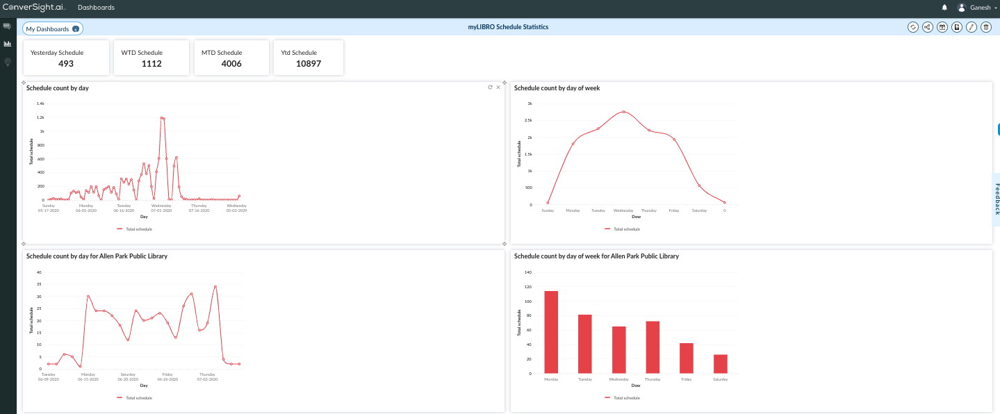 ConverSight.ai
Dashboards
Ganesh
My Dashboards
myLIBRO Schedule Statistics
Yesterday Schedule
493
WTD Schedule
1112
MTD Schedule
4006
Ytd Schedule
10897
Schedule count by day
1.4k
1.2k
1k
800
600
400
200
0
Total schedule
Sunday
05-17-2020
Monday
06-01-2020
Tuesday
06-16-2020
Wednesday
07-01-2020
Thursday
07-16-2020
Wednesday
05-02-2029
Day
Total schedule
Schedule count by day of week
3k
2.5k
2k
1.5k
1k
500
0
Total schedule
Sunday
Monday
Tuesday
Wednesday
Thursday
Friday
Saturday
0
Dow
Total schedule
Feedback
Schedule count by day for Allen Park Public Library
40
35
30
25
20
15
10
5
0
Total schedule
Tuesday
06-09-2020
Monday
06-15-2020
Saturday
06-20-2020
Friday
06-26-2020
Thursday
07-02-2020
Day
Total schedule
Schedule count by day of week for Allen Park Public Library
140
120
100
80
60
40
20
0
Total schedule
Monday
Tuesday
Wednesday
Thursday
Friday
Saturday
Dow
Total schedule